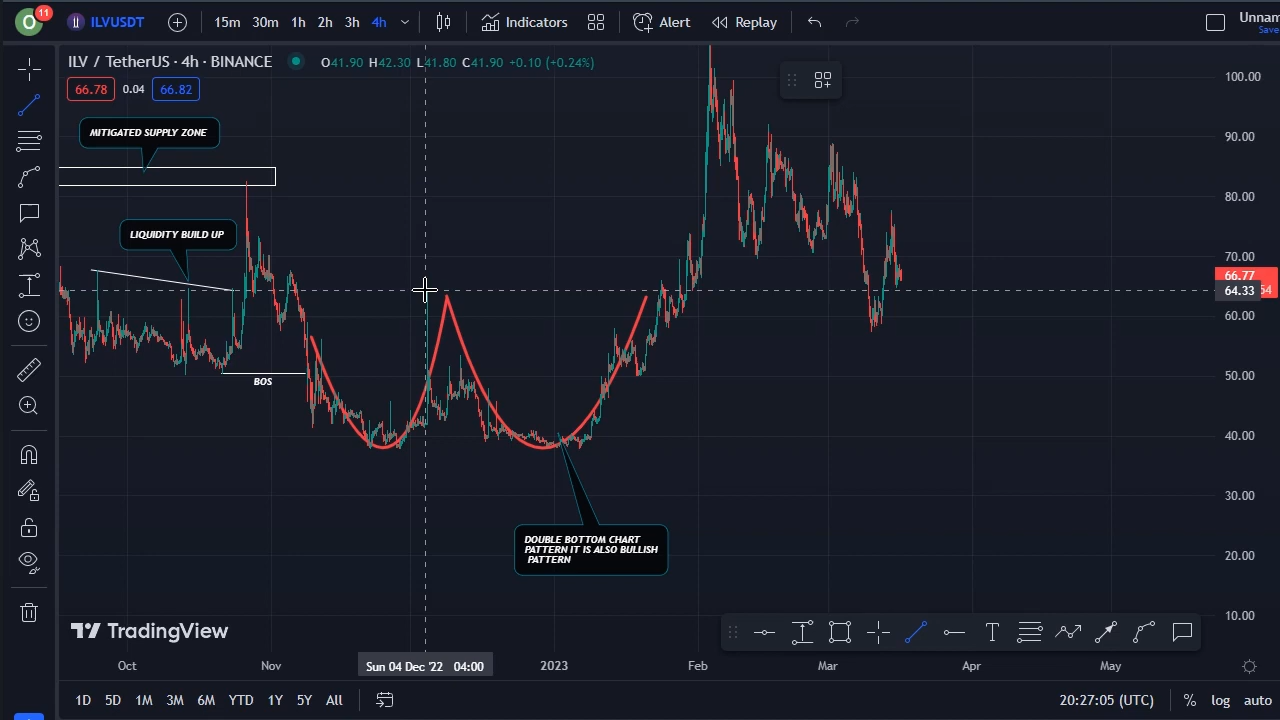 O
11
ILVUSDT
15m 30m 1h 2h 3h 4h
Indicators
Alert
Replay
Unnam
Save
ILV / TetherUS · 4h · BINANCE
O41.90 H42.30 L41.80 C41.90 +0.10 (+0.24%)
66.78 0.04 66.82
MITIGATED SUPPLY ZONE
LIQUIDITY BUILD UP
BOS
DOUBLE BOTTOM CHART
PATTERN IT IS ALSO BULLISH
PATTERN
100.00
90.00
80.00
70.00
66.77
64.33
54
60.00
50.00
40.00
30.00
20.00
10.00
TradingView
Oct Nov Sun 04 Dec '22 04:00 2023 Feb Mar Apr May
1D 5D 1M 3M 6M YTD 1Y 5Y All
20:27:05 (UTC) % log auto